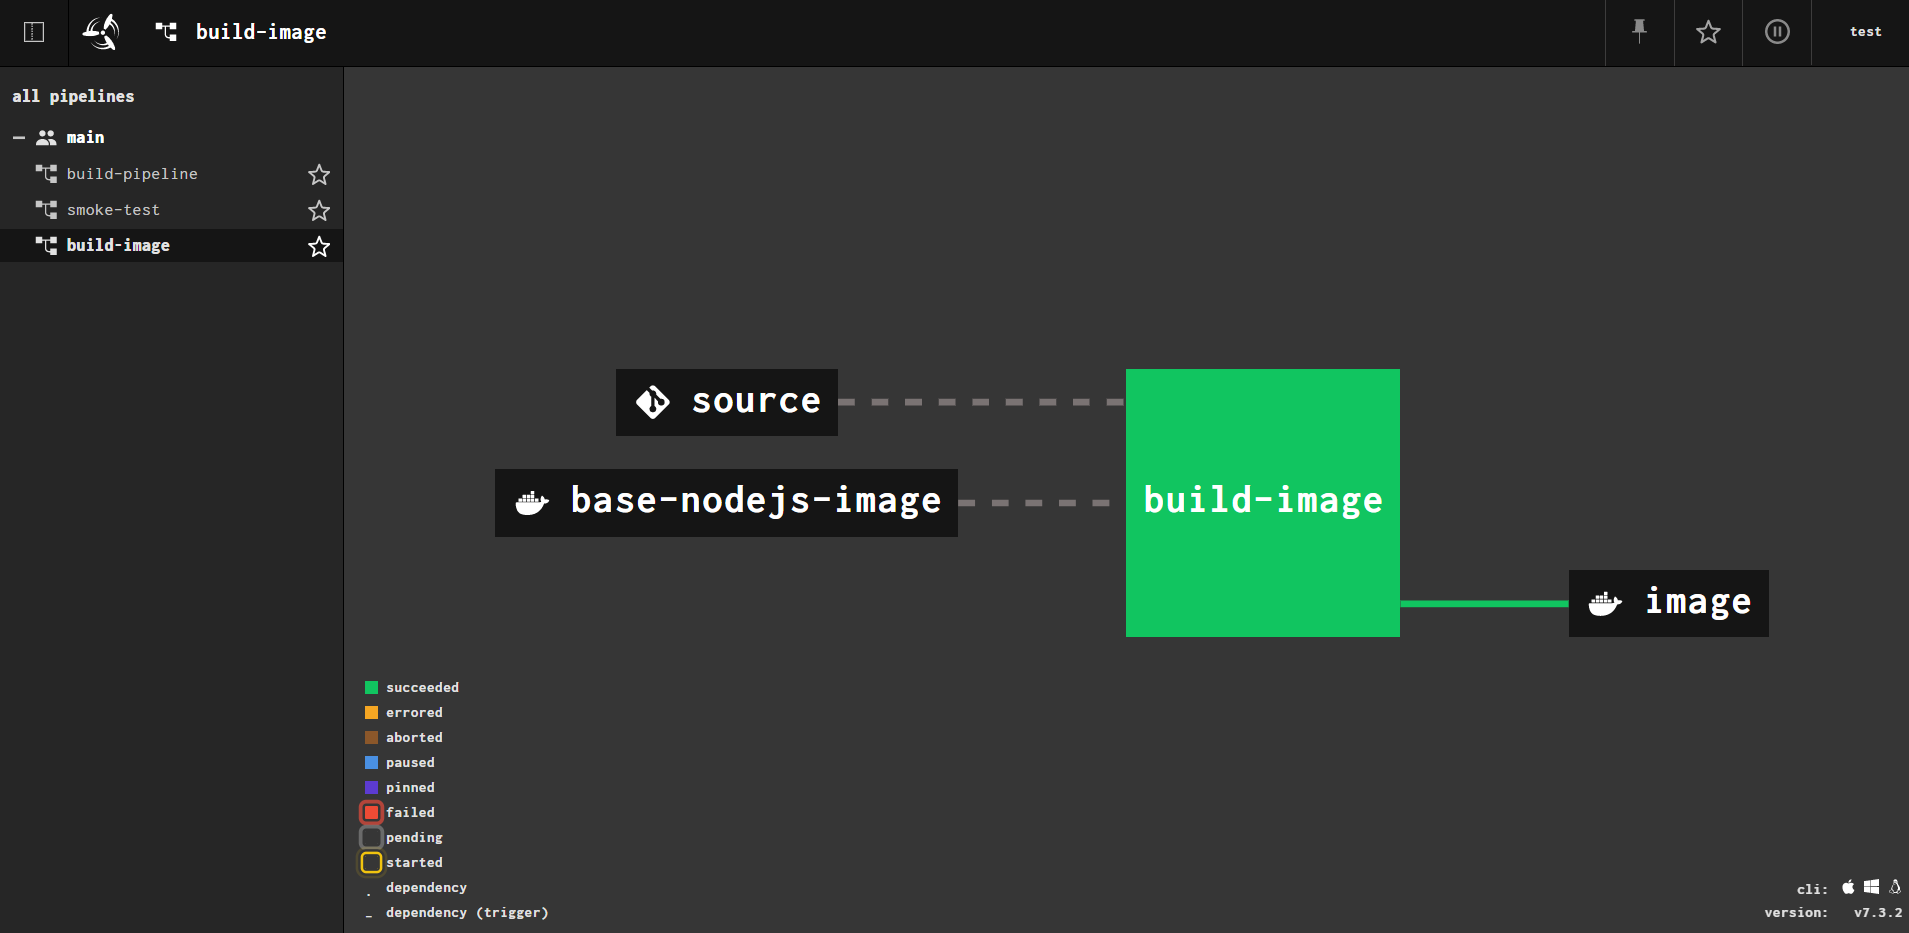 build-image
test
all pipelines
main
build-pipeline
smoke-test
build-image
source
base-nodejs-image
build-image
image
succeeded
errored
aborted
paused
pinned
failed
pending
started
dependency
dependency (trigger)
cli:
version: v7.3.2